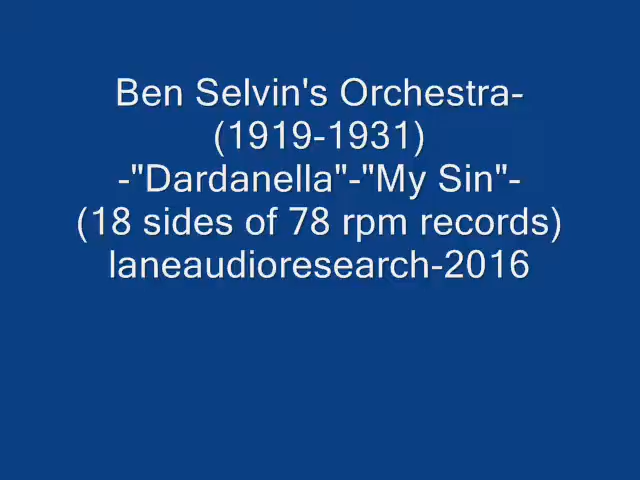 Ben Selvin's Orchestra-
(1919-1931)
-"Dardanella"-"My Sin"-
(18 sides of 78 rpm records)
laneaudioresearch-2016